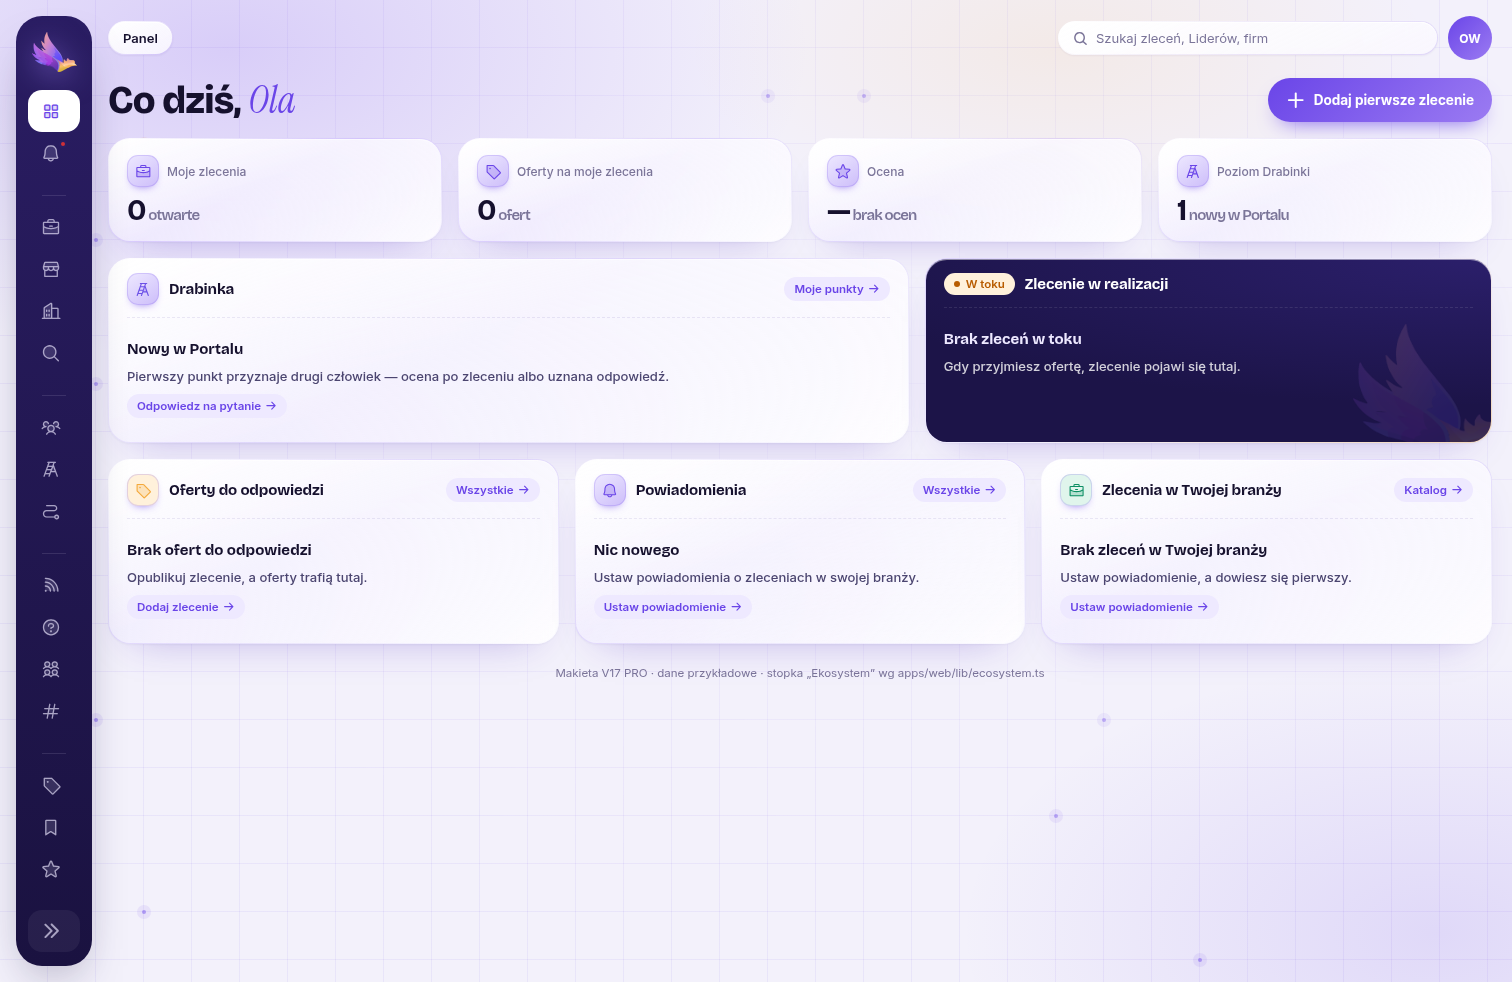 Panel
Szukaj zleceń, Liderów, firm
OW
Co dziś, Ola
Dodaj pierwsze zlecenie
Moje zlecenia
0 otwarte
Oferty na moje zlecenia
0 ofert
Ocena
— brak ocen
Poziom Drabinki
1 nowy w Portalu
Drabinka
Moje punkty →
Nowy w Portalu
Pierwszy punkt przyznaje drugi człowiek — ocena po zleceniu albo uznana odpowiedź.
Odpowiedz na pytanie →
W toku
Zlecenie w realizacji
Brak zleceń w toku
Gdy przyjmiesz ofertę, zlecenie pojawi się tutaj.
Oferty do odpowiedzi
Wszystkie →
Brak ofert do odpowiedzi
Opublikuj zlecenie, a oferty trafią tutaj.
Dodaj zlecenie →
Powiadomienia
Wszystkie →
Nic nowego
Ustaw powiadomienia o zleceniach w swojej branży.
Ustaw powiadomienie →
Zlecenia w Twojej branży
Katalog →
Brak zleceń w Twojej branży
Ustaw powiadomienie, a dowiesz się pierwszy.
Ustaw powiadomienie →
Makieta V17 PRO · dane przykładowe · stopka „Ekosystem” wg apps/web/lib/ecosystem.ts